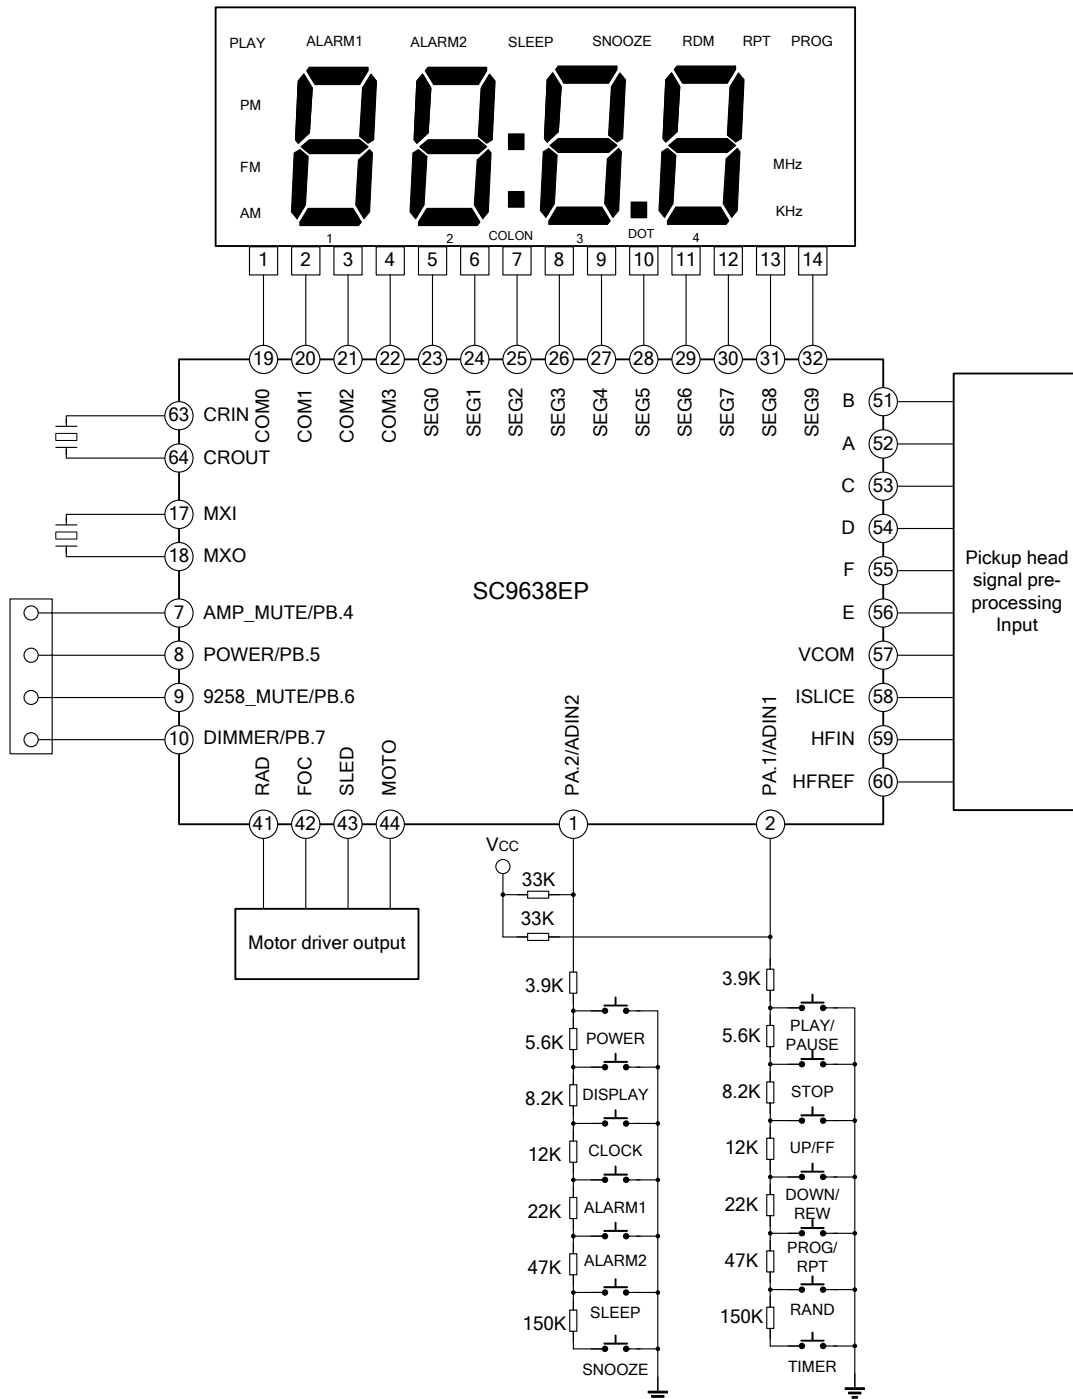 PLAY ALARM1 ALARM2 SLEEP SNOOZE RDM RPT PROG
PM
FM MHz
AM KHz
1 2 COLON 3 DOT 4
1 2 3 4 5 6 7 8 9 10 11 12 13 14
19 20 21 22 23 24 25 26 27 28 29 30 31 32
COM0 COM1 COM2 COM3 SEG0 SEG1 SEG2 SEG3 SEG4 SEG5 SEG6 SEG7 SEG8 SEG9
63 CRIN
64 CROUT
17 MXI
18 MXO
7 AMP_MUTE/PB.4
8 POWER/PB.5
9 9258_MUTE/PB.6
10 DIMMER/PB.7
SC9638EP
B 51
A 52
C 53
D 54
F 55
E 56
VCOM 57
ISLICE 58
HFIN 59
HFREF 60
Pickup head
signal pre-
processing
Input
RAD FOC SLED MOTO
41 42 43 44
Motor driver output
PA.2/ADIN2
1
PA.1/ADIN1
2
Vcc
33K
33K
3.9K
5.6K POWER
8.2K DISPLAY
12K CLOCK
22K ALARM1
47K ALARM2
150K SLEEP
SNOOZE
3.9K
5.6K PLAY/
PAUSE
8.2K STOP
12K UP/FF
22K DOWN/
REW
47K PROG/
RPT
150K RAND
TIMER